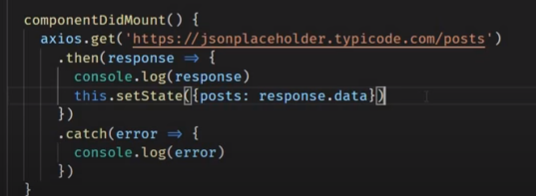 componentDidMount() {
axios.get('https://jsonplaceholder.typicode.com/posts')
.then(response => {
console.log(response)
this.setState({posts: response.data})
})
.catch(error => {
console.log(error)
})
}